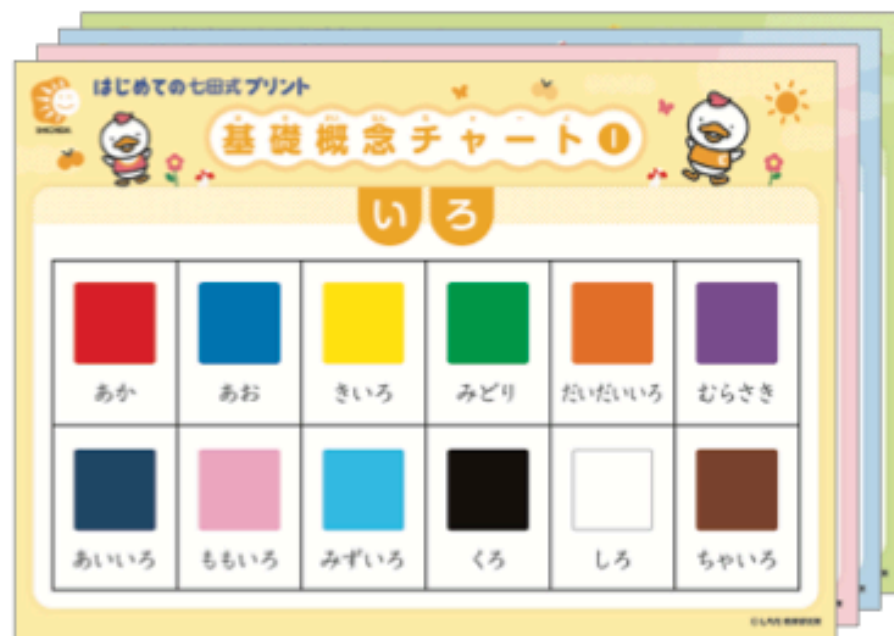 はじめての七田式プリント
基礎概念チャート1
いろ
あか あお きいろ みどり だいだいいろ むらさき
あいいろ ももいろ みずいろ くろ しろ ちゃいろ